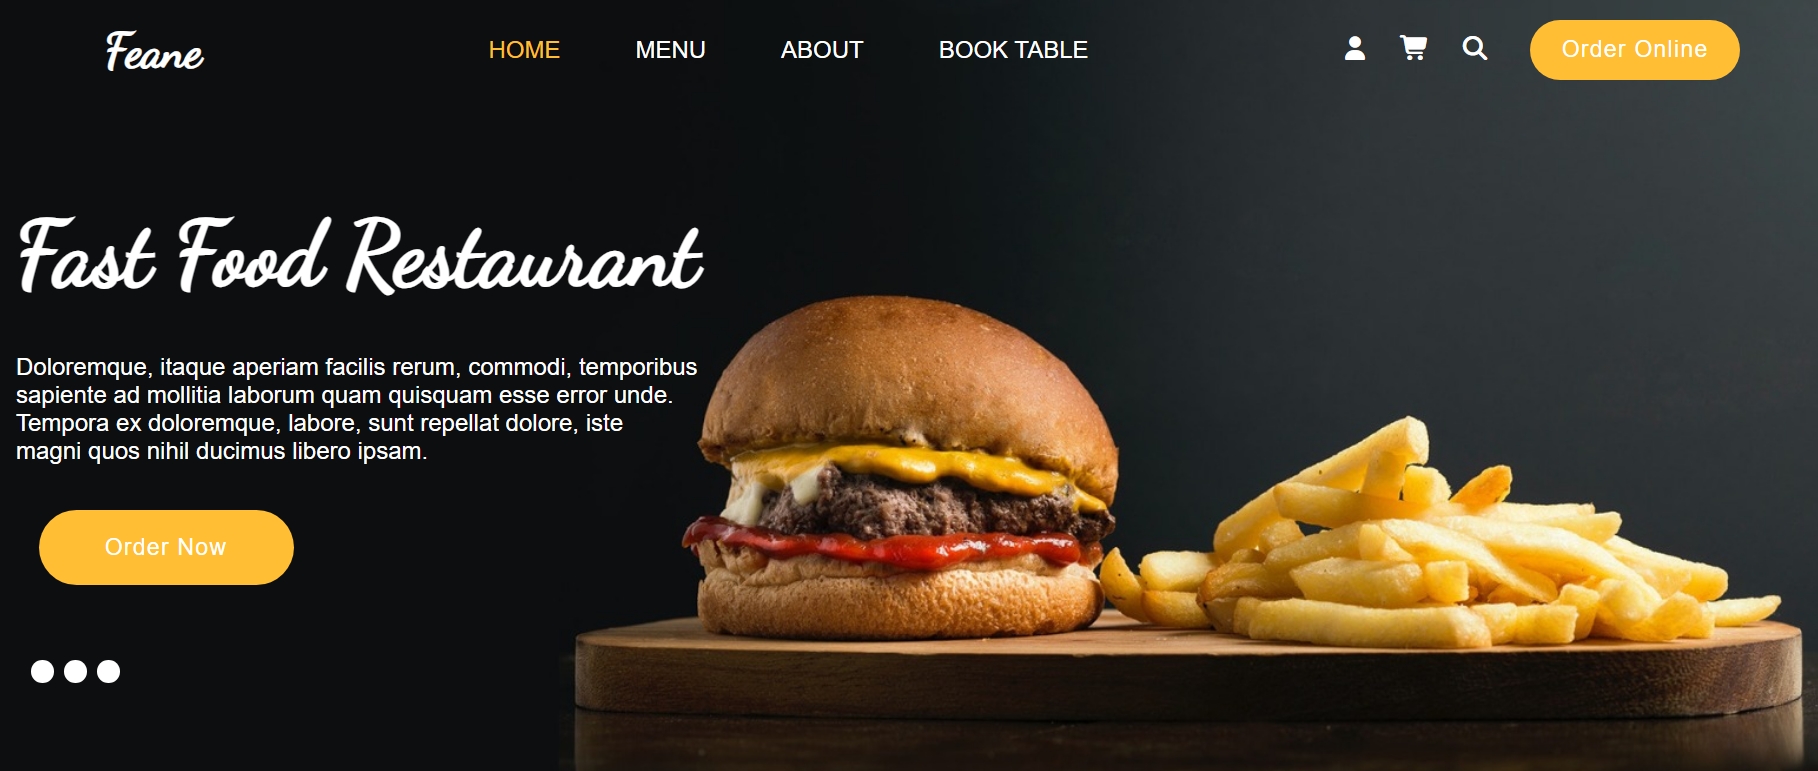 Feane
HOME MENU ABOUT BOOK TABLE
Order Online
Fast Food Restaurant
Doloremque, itaque aperiam facilis rerum, commodi, temporibus
sapiente ad mollitia laborum quam quisquam esse error unde.
Tempora ex doloremque, labore, sunt repellat dolore, iste
magni quos nihil ducimus libero ipsam.
Order Now